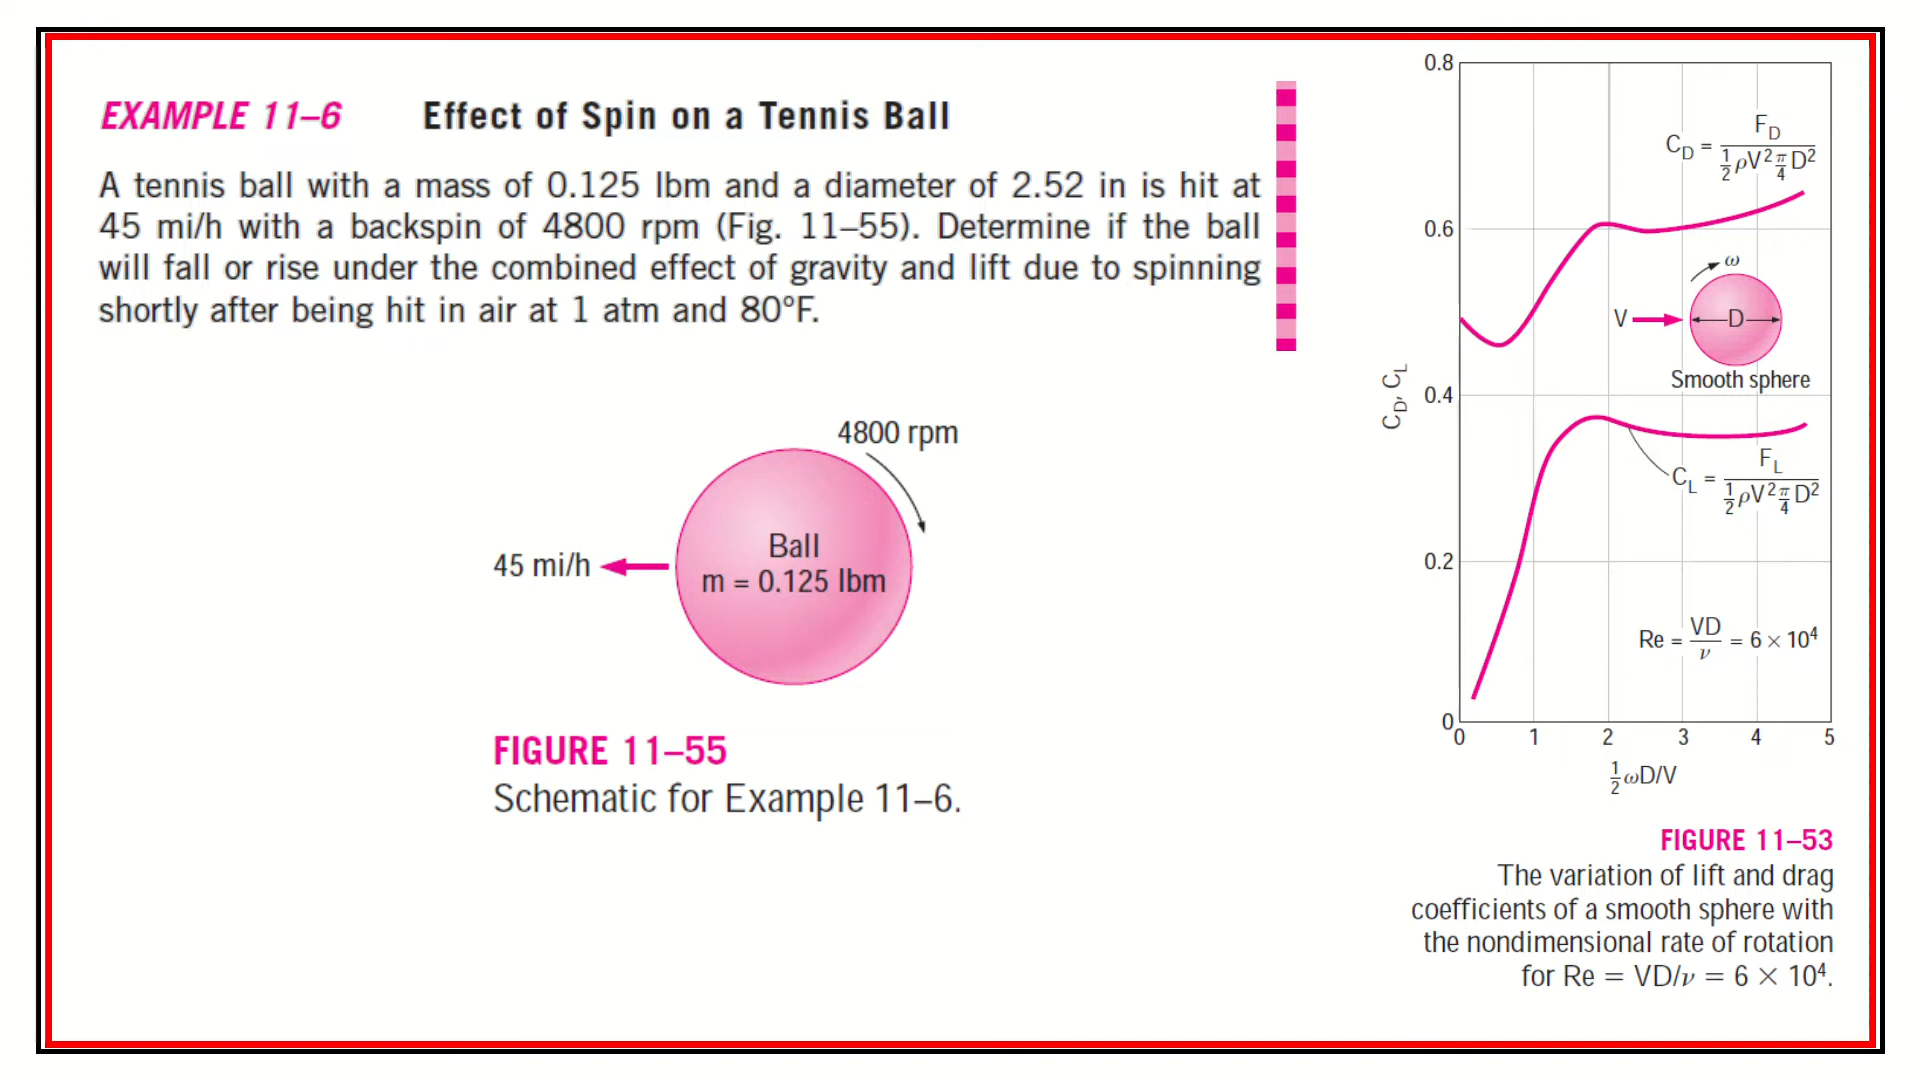 EXAMPLE 11–6 Effect of Spin on a Tennis Ball
A tennis ball with a mass of 0.125 lbm and a diameter of 2.52 in is hit at
45 mi/h with a backspin of 4800 rpm (Fig. 11–55). Determine if the ball
will fall or rise under the combined effect of gravity and lift due to spinning
shortly after being hit in air at 1 atm and 80°F.
4800 rpm
45 mi/h
Ball
m = 0.125 lbm
FIGURE 11–55
Schematic for Example 11–6.
0.8
0.6
0.4
0.2
0
C_D, C_L
C_D = F_D / (1/2 ρV² π/4 D²)
ω
V
D
Smooth sphere
C_L = F_L / (1/2 ρV² π/4 D²)
Re = VD/ν = 6 × 10⁴
0 1 2 3 4 5
1/2 ωD/V
FIGURE 11–53
The variation of lift and drag
coefficients of a smooth sphere with
the nondimensional rate of rotation
for Re = VD/ν = 6 × 10⁴.